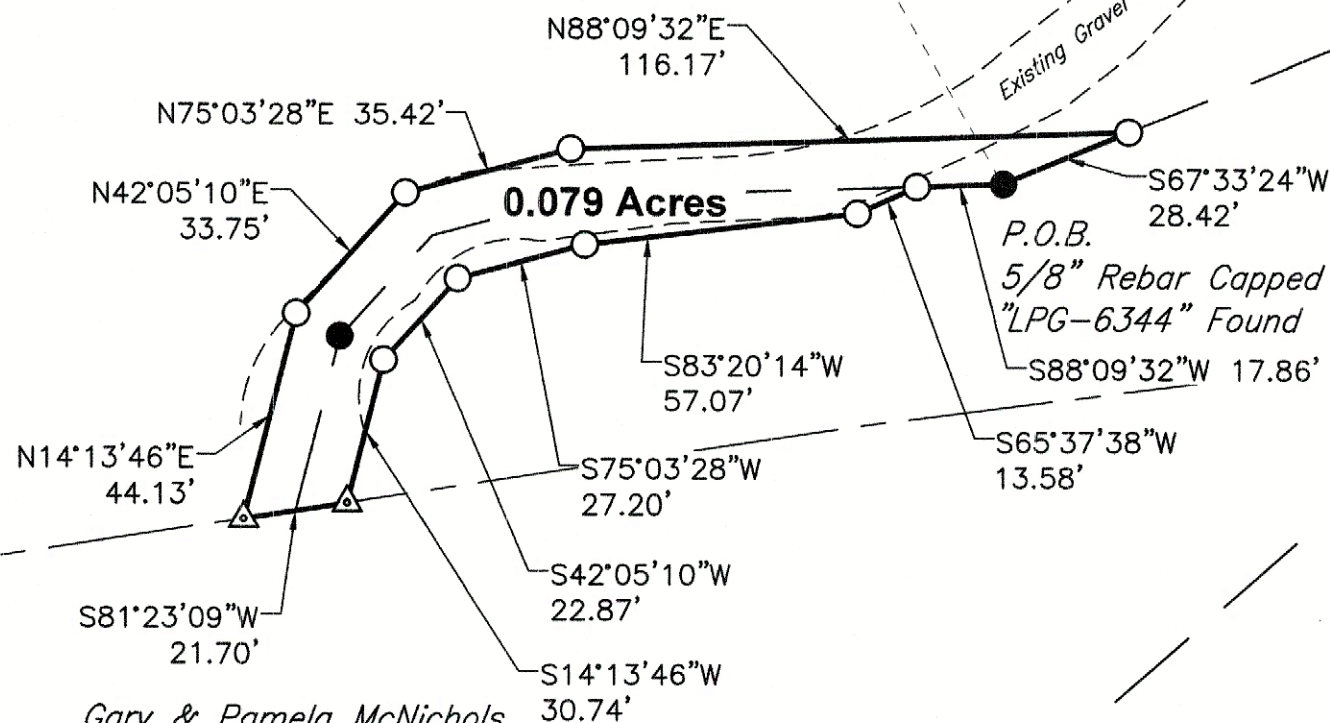 N88°09'32"E
116.17'
Existing Gravel
N75°03'28"E 35.42'
N42°05'10"E
33.75'
0.079 Acres
S67°33'24"W
28.42'
P.O.B.
5/8" Rebar Capped
"LPG-6344" Found
S88°09'32"W 17.86'
S83°20'14"W
57.07'
S65°37'38"W
13.58'
N14°13'46"E
44.13'
S75°03'28"W
27.20'
S42°05'10"W
22.87'
S81°23'09"W
21.70'
S14°13'46"W
30.74'
Gary & Pamela McNichols